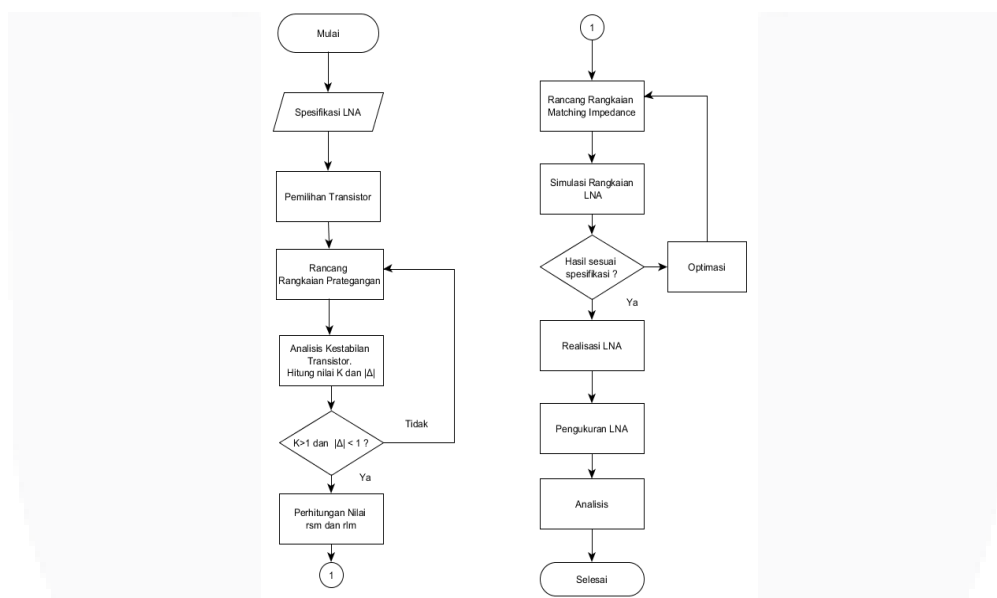 Mulai
Spesifikasi LNA
Pemilihan Transistor
Rancang
Rangkaian Prategangan
Analisis Kestabilan
Transistor.
Hitung nilai K dan |Δ|
K>1 dan |Δ| < 1 ?
Tidak
Ya
Perhitungan Nilai
rsm dan rlm
1
1
Rancang Rangkaian
Matching Impedance
Simulasi Rangkaian
LNA
Hasil sesuai
spesifikasi ?
Optimasi
Ya
Realisasi LNA
Pengukuran LNA
Analisis
Selesai